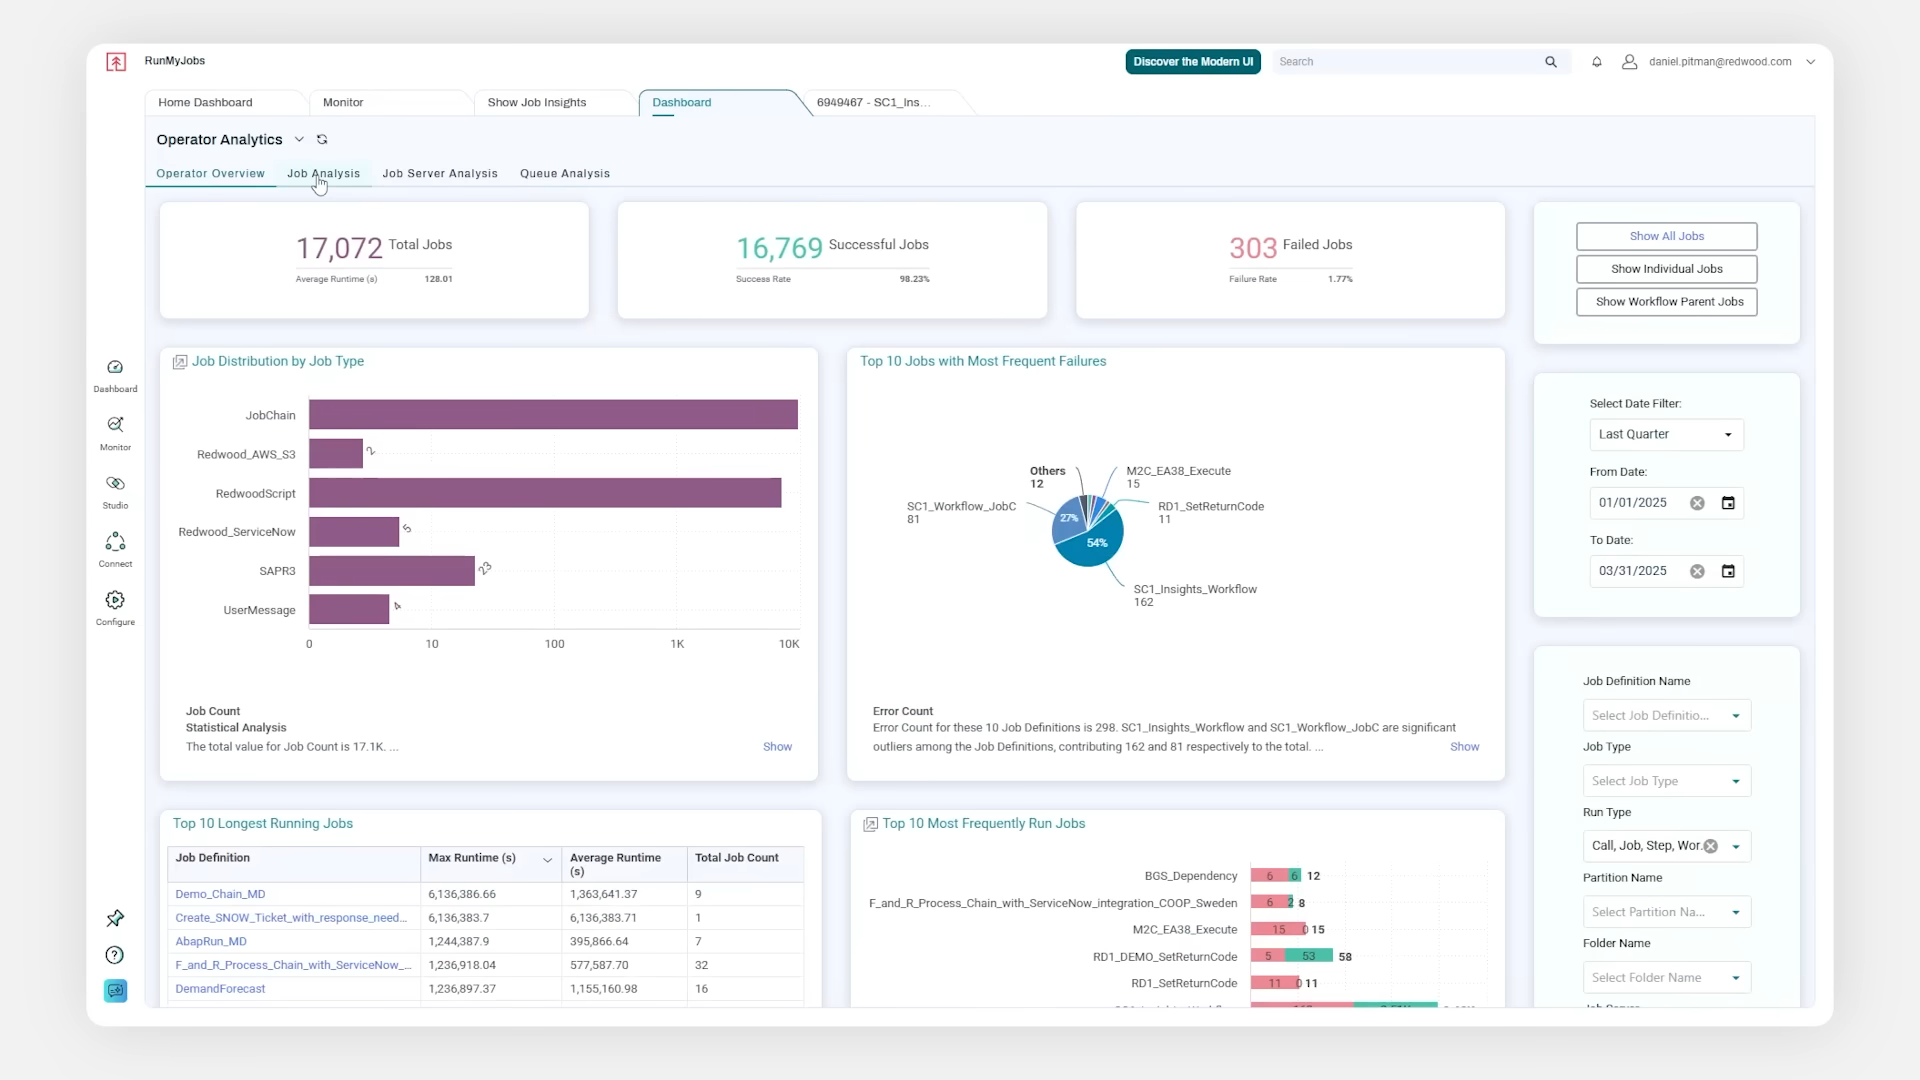 RunMyJobs
Discover the Modern UI
Search
daniel.pitman@redwood.com
Home Dashboard
Monitor
Show Job Insights
Dashboard
6949467 - SC1_Ins...
Operator Analytics
Operator Overview
Job Analysis
Job Server Analysis
Queue Analysis
17,072 Total Jobs
Average Runtime (s) 128.01
16,769 Successful Jobs
Success Rate 98.23%
303 Failed Jobs
Failure Rate 1.77%
Show All Jobs
Show Individual Jobs
Show Workflow Parent Jobs
Dashboard
Monitor
Studio
Connect
Configure
Job Distribution by Job Type
JobChain
Redwood_AWS_S3 2
RedwoodScript
Redwood_ServiceNow 5
SAPR3 23
UserMessage 4
0 10 100 1K 10K
Job Count
Statistical Analysis
The total value for Job Count is 17.1K. ...
Show
Top 10 Jobs with Most Frequent Failures
Others
12
M2C_EA38_Execute
15
SC1_Workflow_JobC
81
RD1_SetReturnCode
11
27%
54%
SC1_Insights_Workflow
162
Error Count
Error Count for these 10 Job Definitions is 298. SC1_Insights_Workflow and SC1_Workflow_JobC are significant
outliers among the Job Definitions, contributing 162 and 81 respectively to the total. ...
Show
Select Date Filter:
Last Quarter
From Date:
01/01/2025
To Date:
03/31/2025
Job Definition Name
Select Job Definitio...
Job Type
Select Job Type
Run Type
Call, Job, Step, Wor.
Partition Name
Select Partition Na...
Folder Name
Select Folder Name
Top 10 Longest Running Jobs
Job Definition Max Runtime (s) Average Runtime (s) Total Job Count
Demo_Chain_MD 6,136,386.66 1,363,641.37 9
Create_SNOW_Ticket_with_response_need... 6,136,383.7 6,136,383.71 1
AbapRun_MD 1,244,387.9 395,866.64 7
F_and_R_Process_Chain_with_ServiceNow_... 1,236,918.04 577,587.70 32
DemandForecast 1,236,897.37 1,155,160.98 16
Top 10 Most Frequently Run Jobs
BGS_Dependency 6 6 12
F_and_R_Process_Chain_with_ServiceNow_integration_COOP_Sweden 6 2 8
M2C_EA38_Execute 15 0 15
RD1_DEMO_SetReturnCode 5 53 58
RD1_SetReturnCode 11 0 11